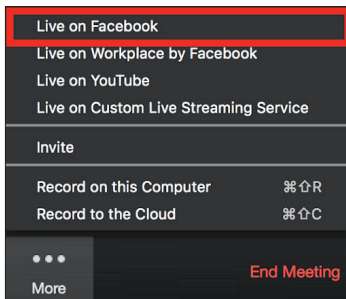 Live on Facebook
Live on Workplace by Facebook
Live on YouTube
Live on Custom Live Streaming Service
Invite
Record on this Computer ⌘⇧R
Record to the Cloud ⌘⇧C
More
End Meeting